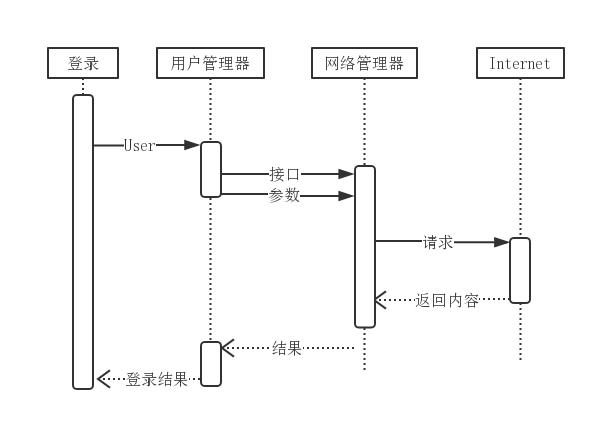 登录
用户管理器
网络管理器
Internet
User
接口
参数
请求
返回内容
结果
登录结果